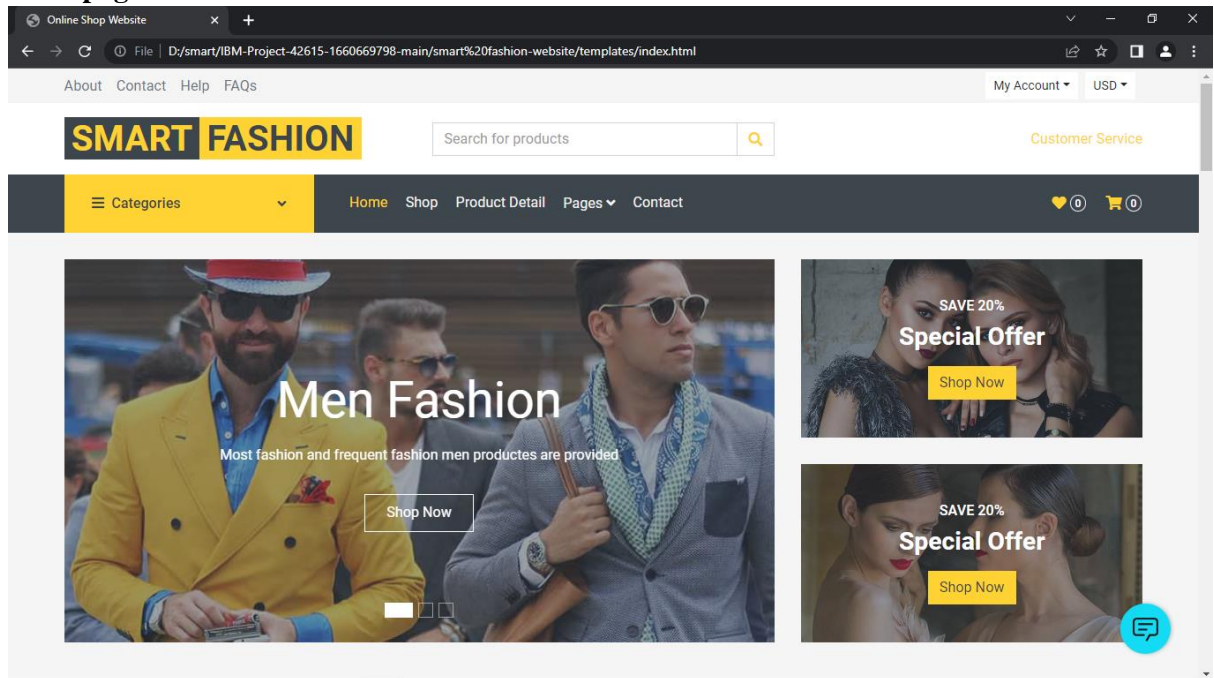 Online Shop Website
File D:/smart/IBM-Project-42615-1660669798-main/smart%20fashion-website/templates/index.html
About Contact Help FAQs My Account USD
SMART FASHION Search for products Customer Service
Categories Home Shop Product Detail Pages Contact 0 0
SAVE 20%
Special Offer
Shop Now
Men Fashion
Most fashion and frequent fashion men productes are provided
Shop Now
SAVE 20%
Special Offer
Shop Now